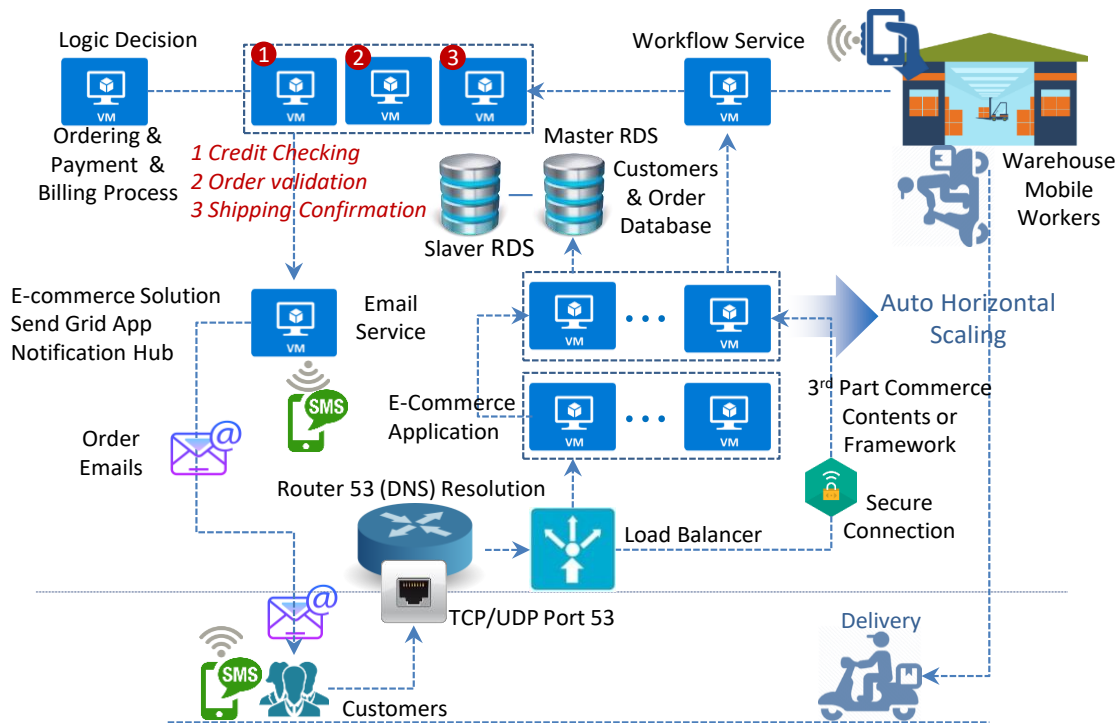 Logic Decision
VM
Ordering &
Payment &
Billing Process
1
2
3
VM
VM
VM
1 Credit Checking
2 Order validation
3 Shipping Confirmation
Workflow Service
VM
Warehouse
Mobile
Workers
Master RDS
Customers
& Order
Database
Slaver RDS
E-commerce Solution
Send Grid App
Notification Hub
VM
Email
Service
SMS
VM
VM
Auto Horizontal
Scaling
E-Commerce
Application
VM
VM
3rd Part Commerce
Contents or
Framework
Secure
Connection
Order
Emails
@
Router 53 (DNS) Resolution
Load Balancer
TCP/UDP Port 53
@
SMS
Customers
Delivery